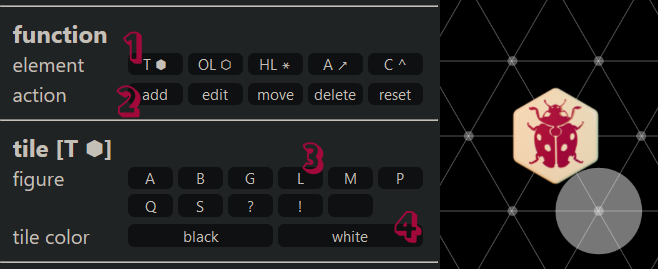 function
1
element T ⬢ OL ⬡ HL * A ↗ C ^
action add edit move delete reset
2
tile [T ⬢]
3
figure A B G L M P
Q S ? !
tile color black white 4